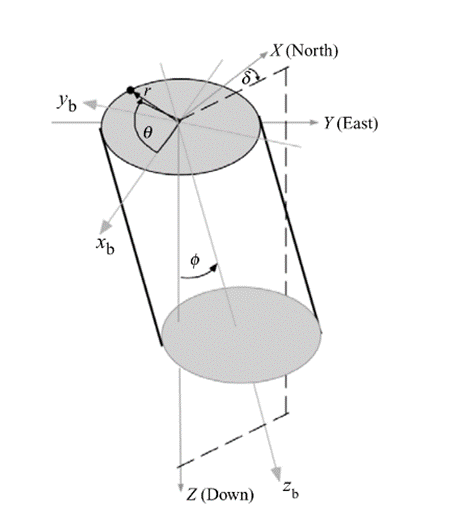 X (North)
δ
r
y_b
Y (East)
θ
x_b
ϕ
Z (Down)
z_b